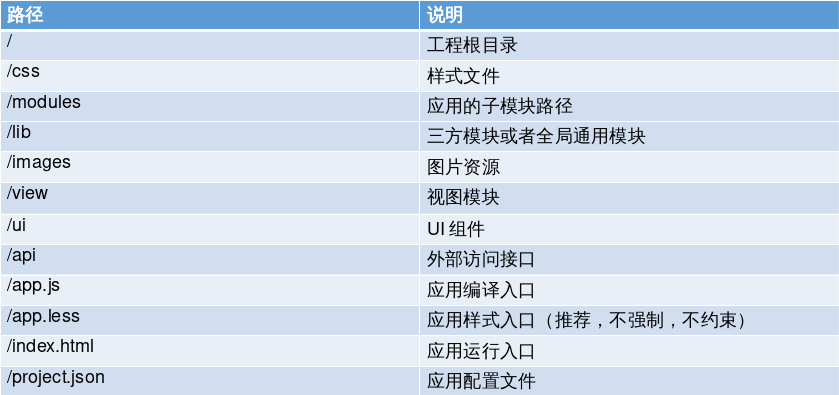 路径 说明
/ 工程根目录
/css 样式文件
/modules 应用的子模块路径
/lib 三方模块或者全局通用模块
/images 图片资源
/view 视图模块
/ui UI 组件
/api 外部访问接口
/app.js 应用编译入口
/app.less 应用样式入口（推荐，不强制，不约束）
/index.html 应用运行入口
/project.json 应用配置文件